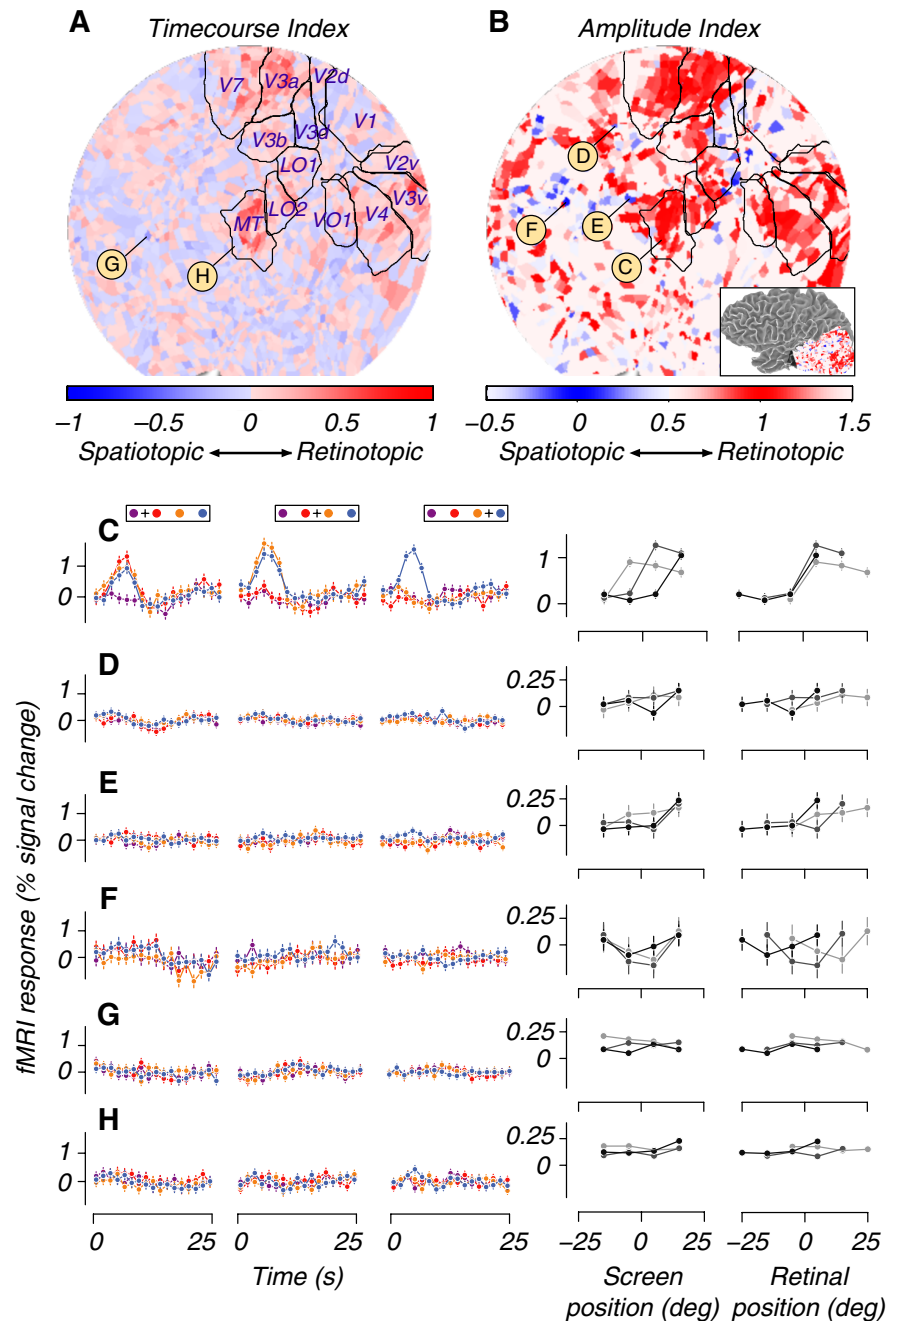 A Timecourse Index
B Amplitude Index
V7 V3a V2d
V3b V3d V1
LO1 V2v
MT LO2 VO1 V4 V3v
G H
D
F E
C
−1 −0.5 0 0.5 1
Spatiotopic Retinotopic
−0.5 0 0.5 1 1.5
Spatiotopic Retinotopic
fMRI response (% signal change)
C
+ + +
1
0
1
0
D
1
0
0.25
0
E
1
0
0.25
0
F
1
0
0.25
0
G
1
0
0.25
0
H
1
0
0.25
0
0 25 0 25 0 25
Time (s)
−25 0 25
Screen
position (deg)
−25 0 25
Retinal
position (deg)